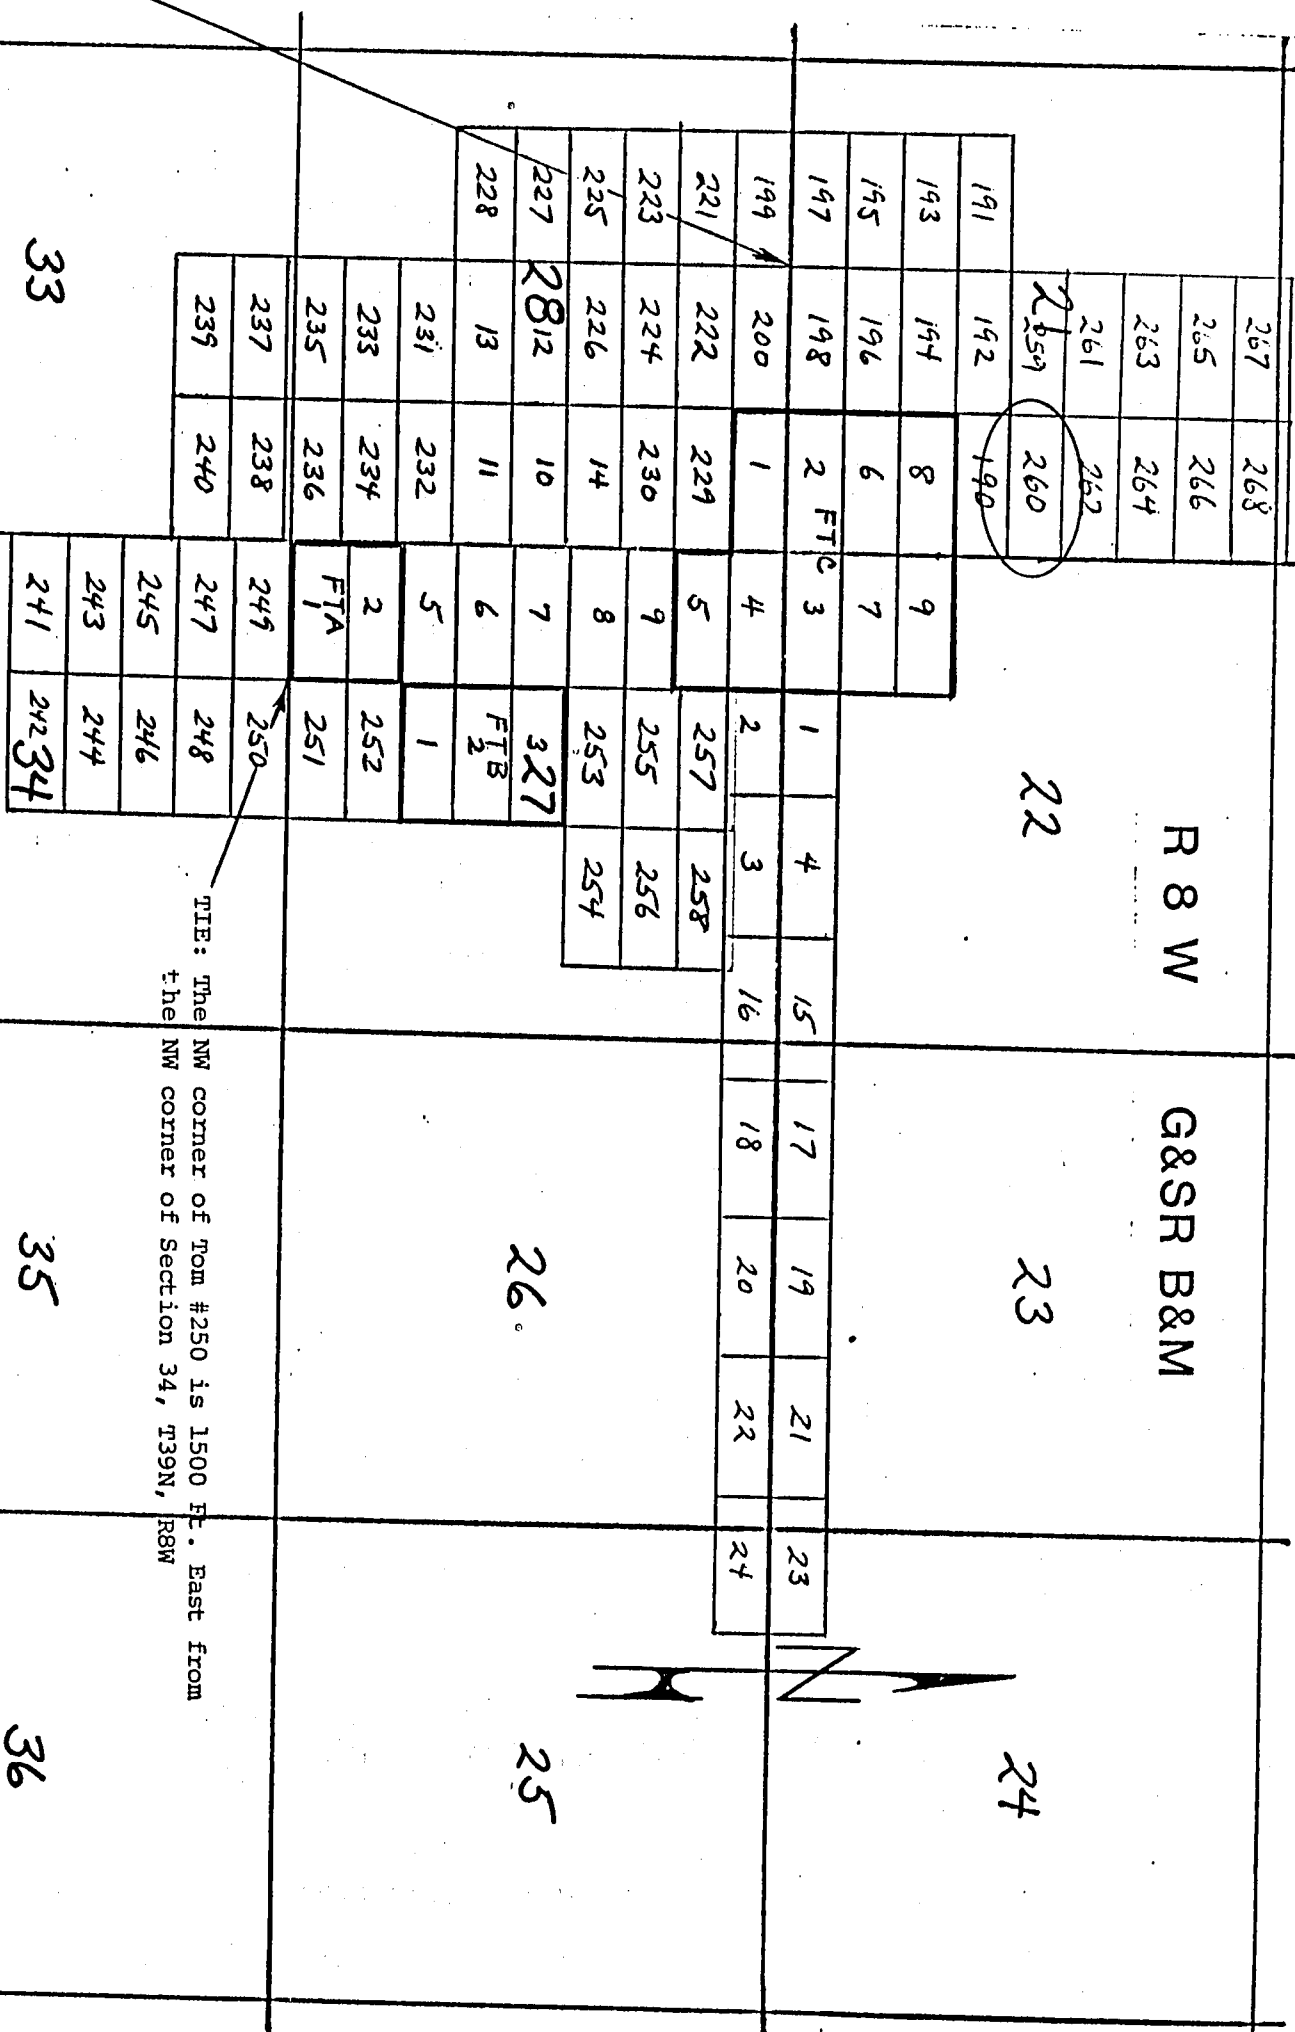 267 268
265 266
R 8 W G&SR B&M
263 264
261 262
21 259 260 22 23 24
191 192 190
193 194 8 9
195 196 6 7
197 198 2 FTC 3 1 4 15 17 19 21 23
199 200 1 4 2 3 16 18 20 22 24
N
221 222 229 5 257 258
223 224 230 9 255 256
225 226 14 8 253 254
227 28 12 10 7 3 27 26 25
228 13 11 6 FTB 2
231 232 5 1
233 234 2 252
235 236 FTA 1 251
237 238 249 250
239 240 247 248
TIE: The NW corner of Tom #250 is 1500 Ft. East from
the NW corner of Section 34, T39N, R8W
245 246
243 244
33 241 242 34 35 36